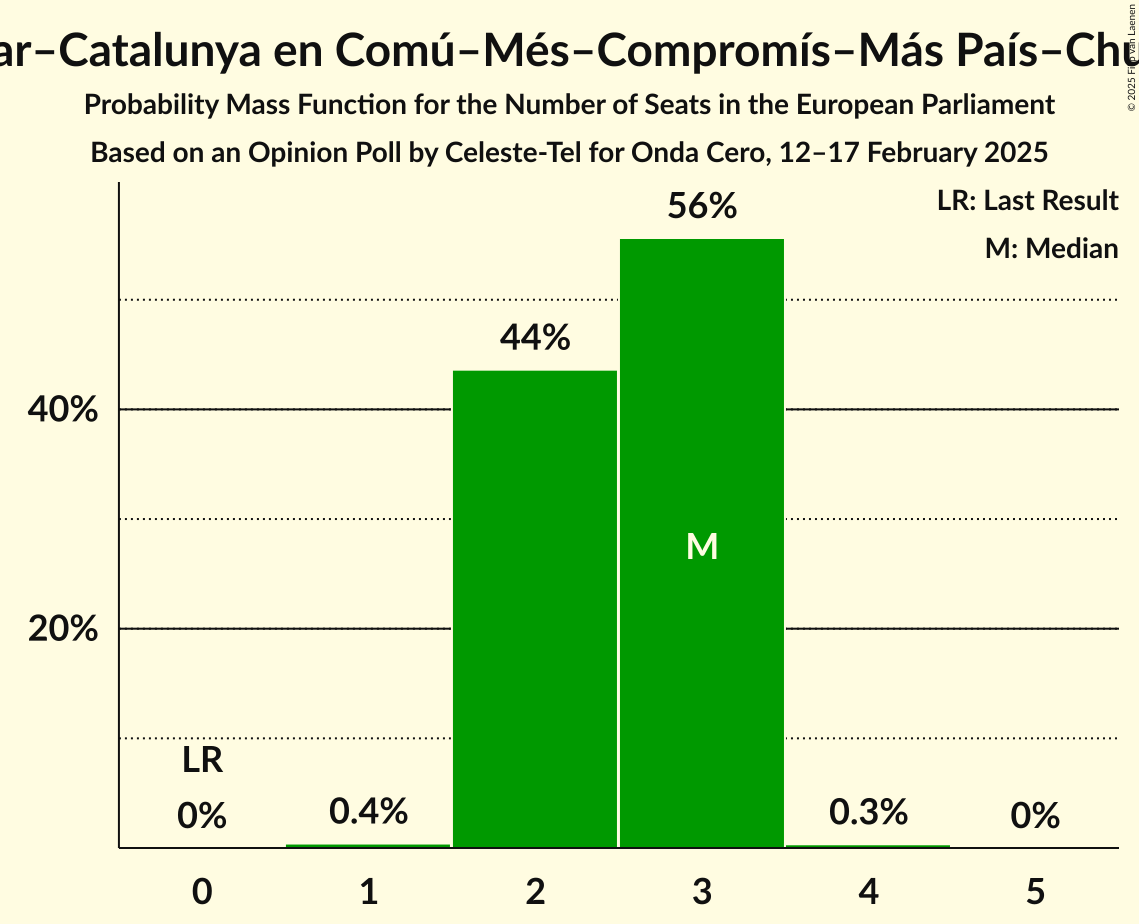 ar–Catalunya en Comú–Més–Compromís–Más País–Chu
Probability Mass Function for the Number of Seats in the European Parliament
Based on an Opinion Poll by Celeste-Tel for Onda Cero, 12–17 February 2025
© 2025 Filip van Laenen
LR: Last Result
M: Median
56%
44%
40%
M
20%
LR
0%
0.4%
0.3%
0%
0 1 2 3 4 5